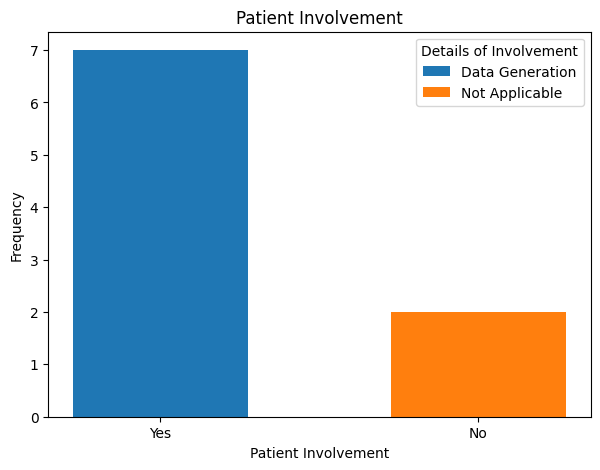 Patient Involvement
Details of Involvement
Data Generation
Not Applicable
Frequency
7
6
5
4
3
2
1
0
Yes
No
Patient Involvement